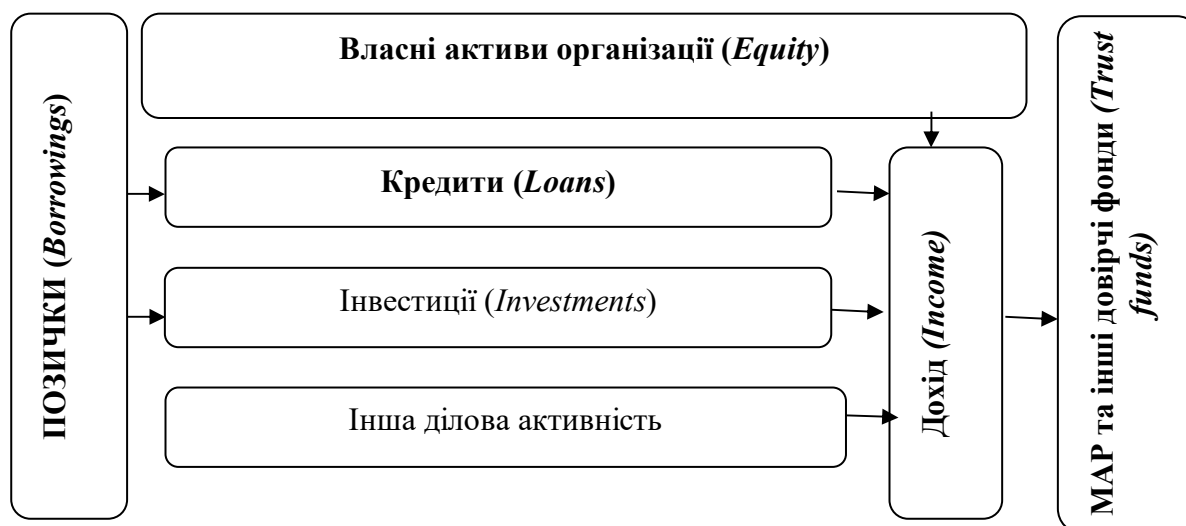 ПОЗИЧКИ (Borrowings)
Власні активи організації (Equity)
Кредити (Loans)
Інвестиції (Investments)
Інша ділова активність
Дохід (Income)
МАР та інші довірчі фонди (Trust
funds)